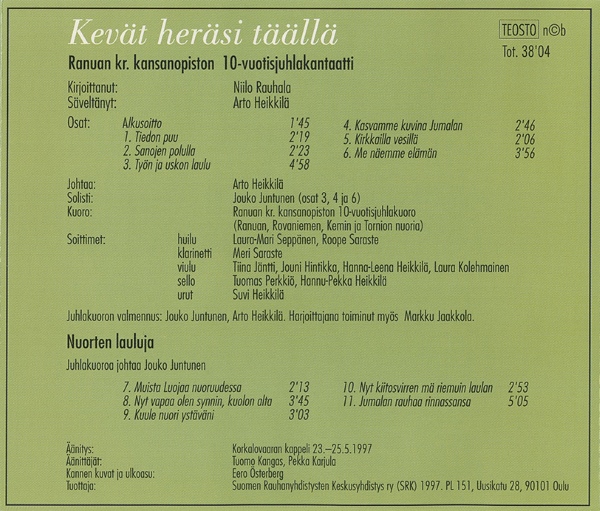 Kevät heräsi täällä
TEOSTO n©b
Tot. 38'04
Ranuan kr. kansanopiston 10-vuotisjuhlakantaatti
Kirjoittanut: Niilo Rauhala
Säveltänyt: Arto Heikkilä
Osat: Alkusoitto 1'45
1. Tiedon puu 2'19
2. Sanojen polulla 2'23
3. Työn ja uskon laulu 4'58
4. Kasvamme kuvina Jumalan 2'46
5. Kirkkailla vesillä 2'06
6. Me näemme elämän 3'56
Johtaa: Arto Heikkilä
Solisti: Jouko Juntunen (osat 3, 4 ja 6)
Kuoro: Ranuan kr. kansanopiston 10-vuotisjuhlakuoro
(Ranuan, Rovaniemen, Kemin ja Tornion nuoria)
Soittimet: huilu Laura-Mari Seppänen, Roope Saraste
klarinetti Meri Saraste
viulu Tiina Jäntti, Jouni Hintikka, Hanna-Leena Heikkilä, Laura Kolehmainen
sello Tuomas Perkkiö, Hannu-Pekka Heikkilä
urut Suvi Heikkilä
Juhlakuoron valmennus: Jouko Juntunen, Arto Heikkilä. Harjoittajana toiminut myös Markku Jaakkola.
Nuorten lauluja
Juhlakuoroa johtaa Jouko Juntunen
7. Muista Luojaa nuoruudessa 2'13
8. Nyt vapaa olen synnin, kuolon alta 3'45
9. Kuule nuori ystäväni 3'03
10. Nyt kiitosvirren mä riemuin laulan 2'53
11. Jumalan rauhaa rinnassansa 5'05
Äänitys: Korkalovaaran kappeli 23.–25.5.1997
Äänittäjät: Tuomo Kangas, Pekka Karjula
Kannen kuvat ja ulkoasu: Eero Österberg
Tuottaja: Suomen Rauhanyhdistysten Keskusyhdistys ry (SRK) 1997. PL 151, Uusikatu 28, 90101 Oulu